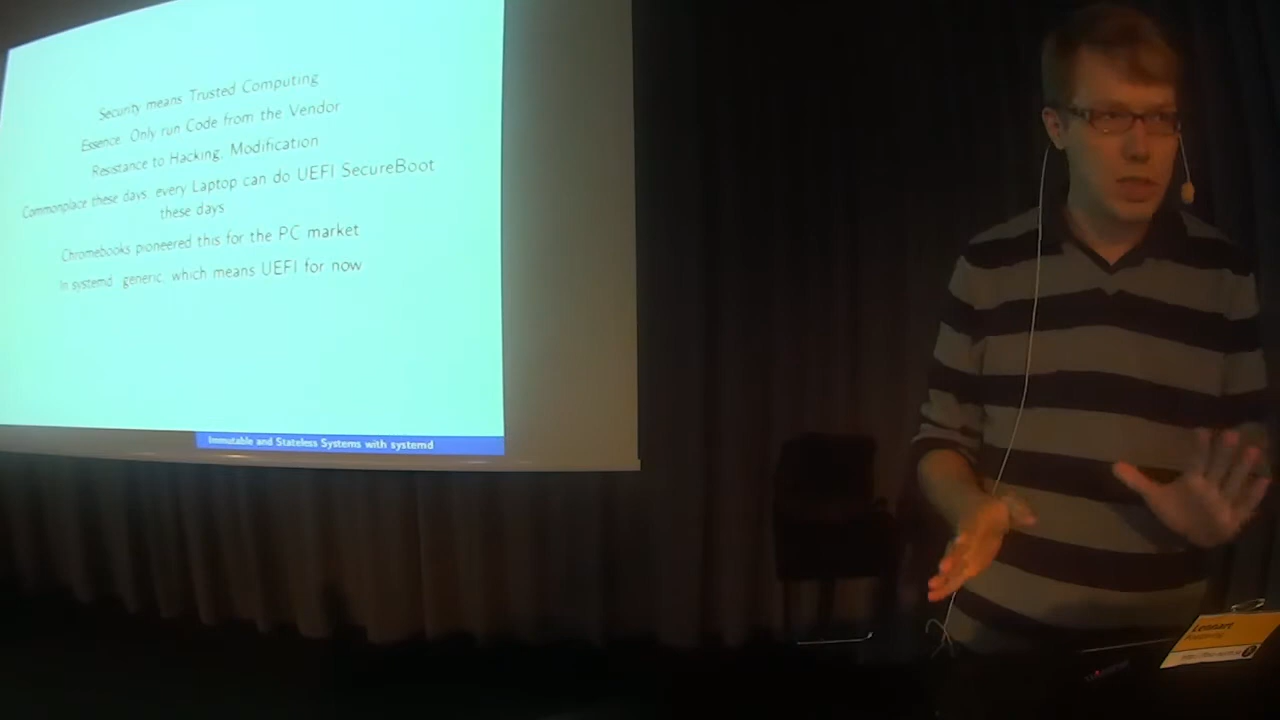 Security means Trusted Computing
Essence: Only run Code from the Vendor
Resistance to Hacking, Modification
Commonplace these days, every Laptop can do UEFI SecureBoot
these days
Chromebooks pioneered this for the PC market
In systemd: generic, which means UEFI for now
Immutable and Stateless Systems with systemd
Lennart
Poettering